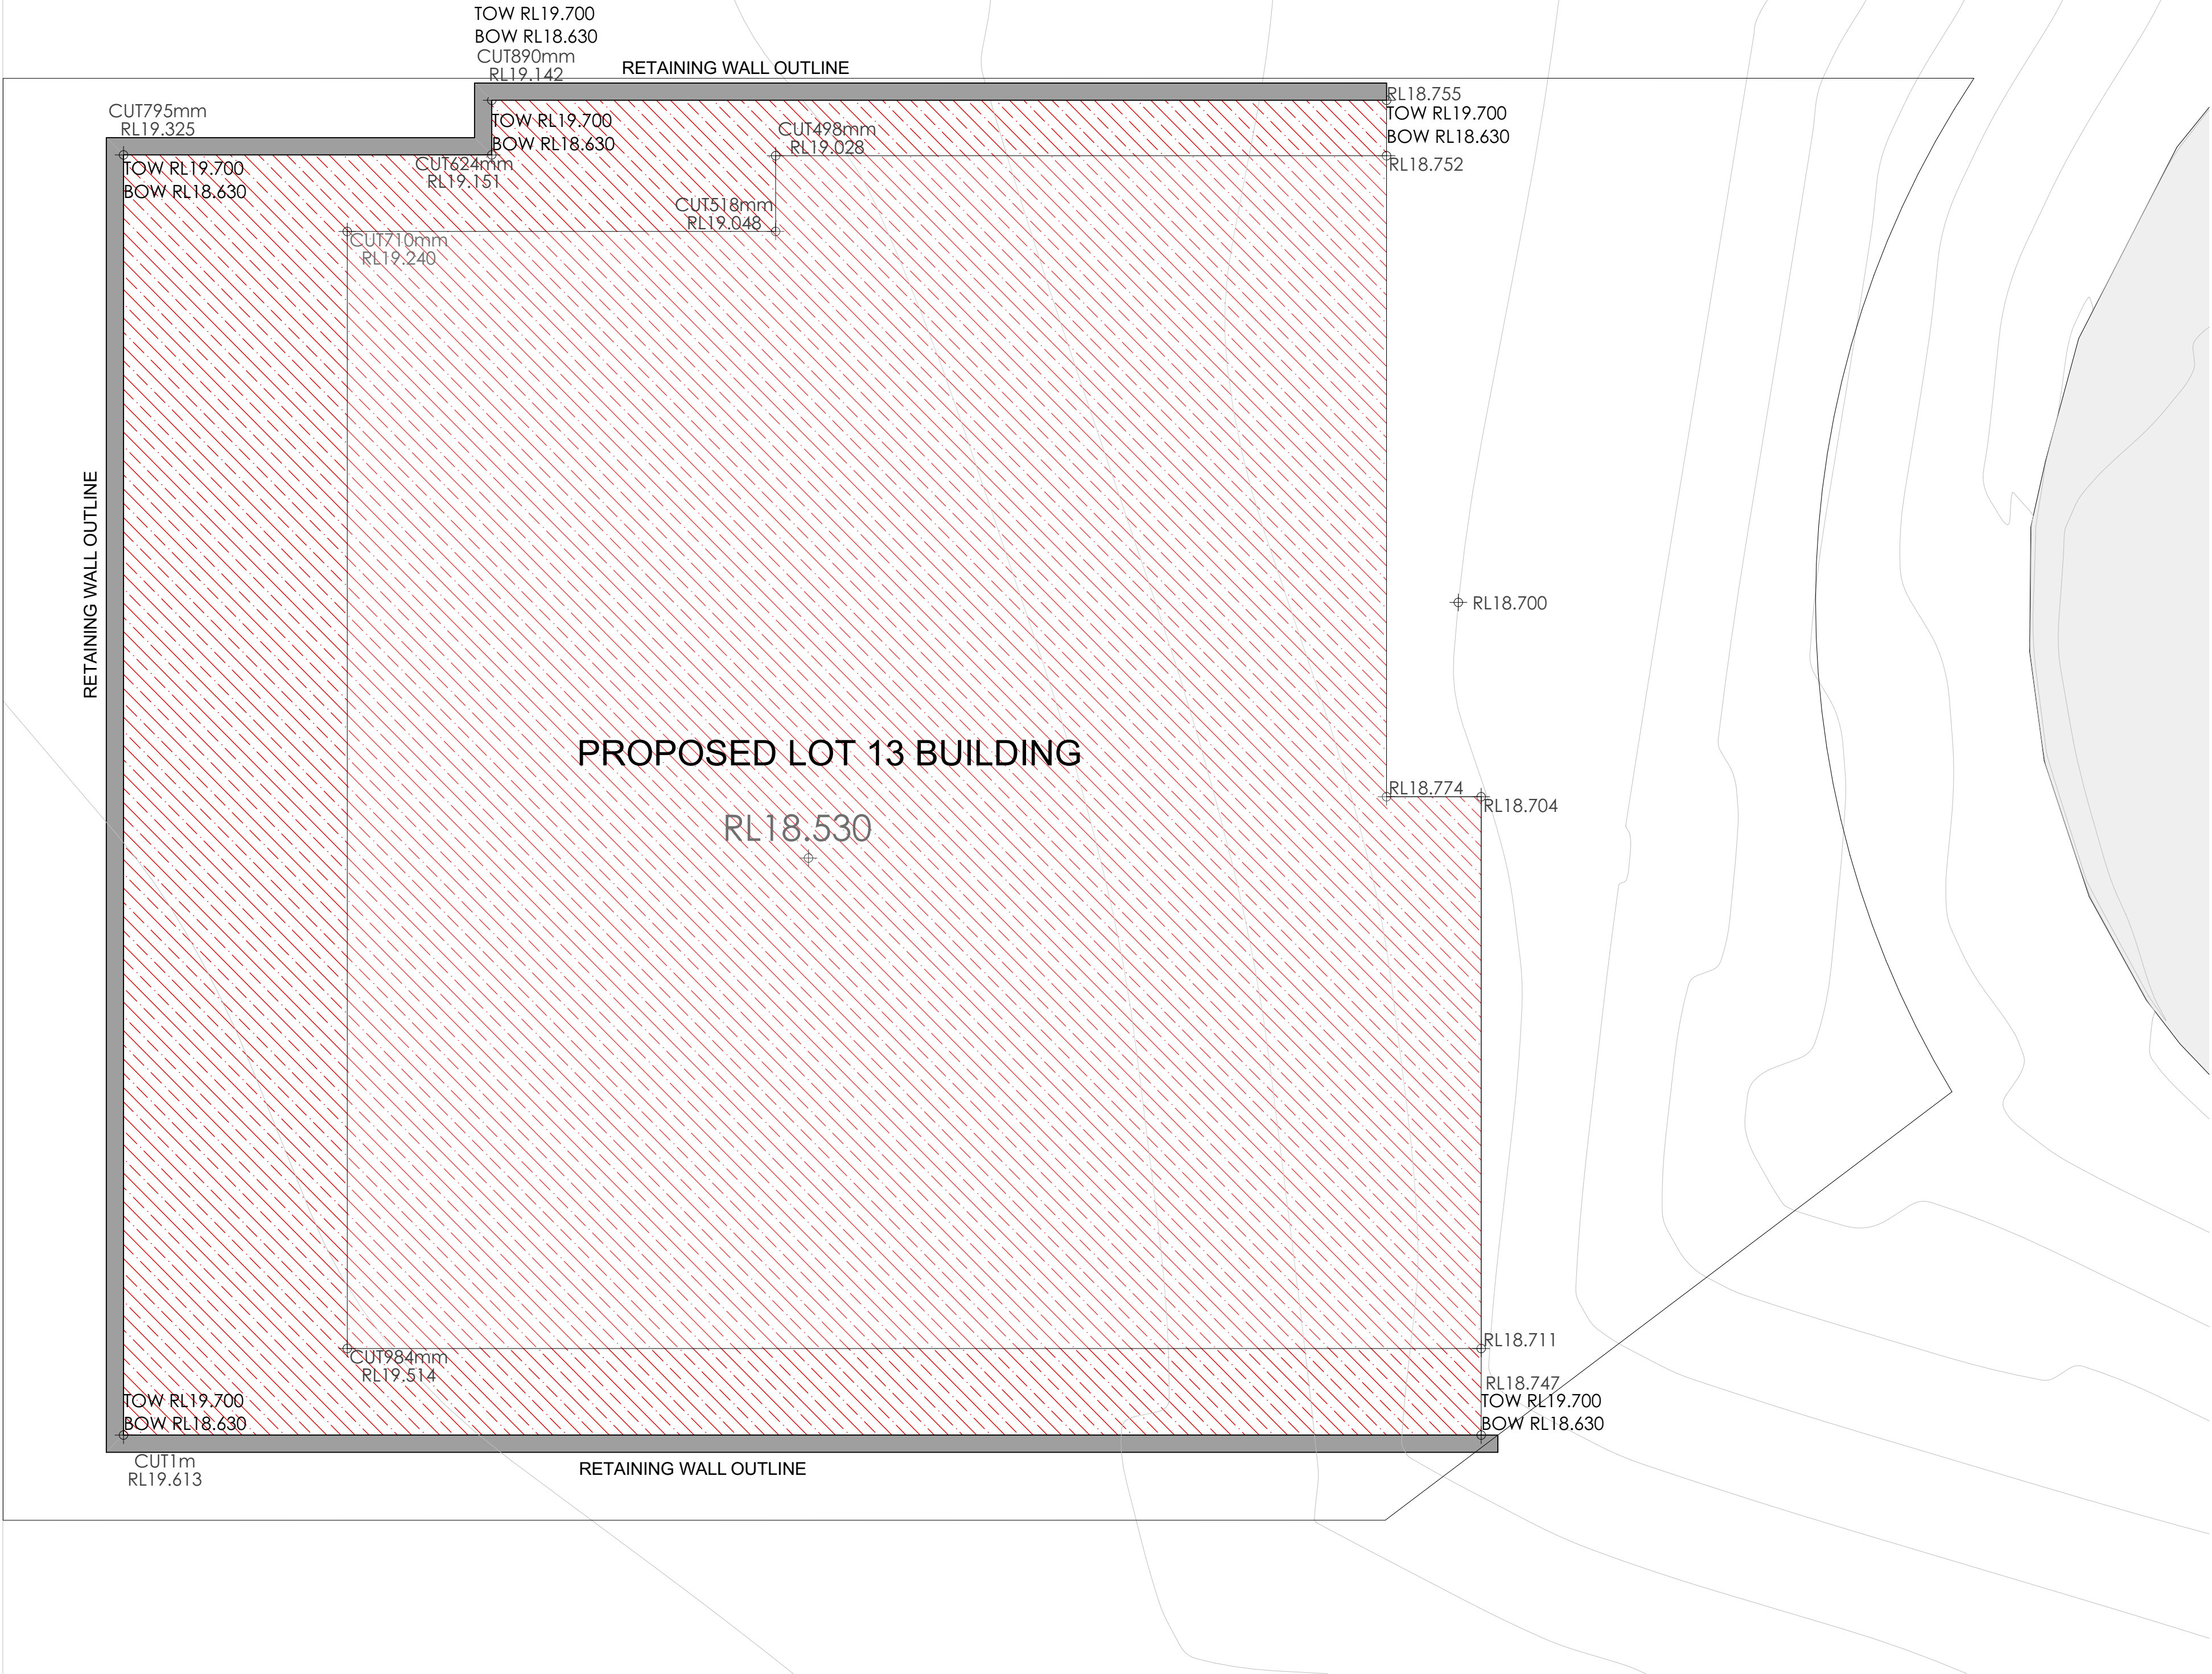 TOW RL19.700
BOW RL18.630
CUT890mm
RL19.142
RETAINING WALL OUTLINE
CUT795mm
RL19.325
RL18.755
TOW RL19.700
BOW RL18.630
TOW RL19.700
BOW RL18.630
CUT498mm
RL19.028
RL18.752
CUT624mm
RL19.151
TOW RL19.700
BOW RL18.630
CUT518mm
RL19.048
CUT710mm
RL19.240
RETAINING WALL OUTLINE
RL18.700
PROPOSED LOT 13 BUILDING
RL18.774
RL18.704
RL18.530
RL18.711
CUT984mm
RL19.514
RL18.747
TOW RL19.700
BOW RL18.630
TOW RL19.700
BOW RL18.630
CUT1m
RL19.613
RETAINING WALL OUTLINE